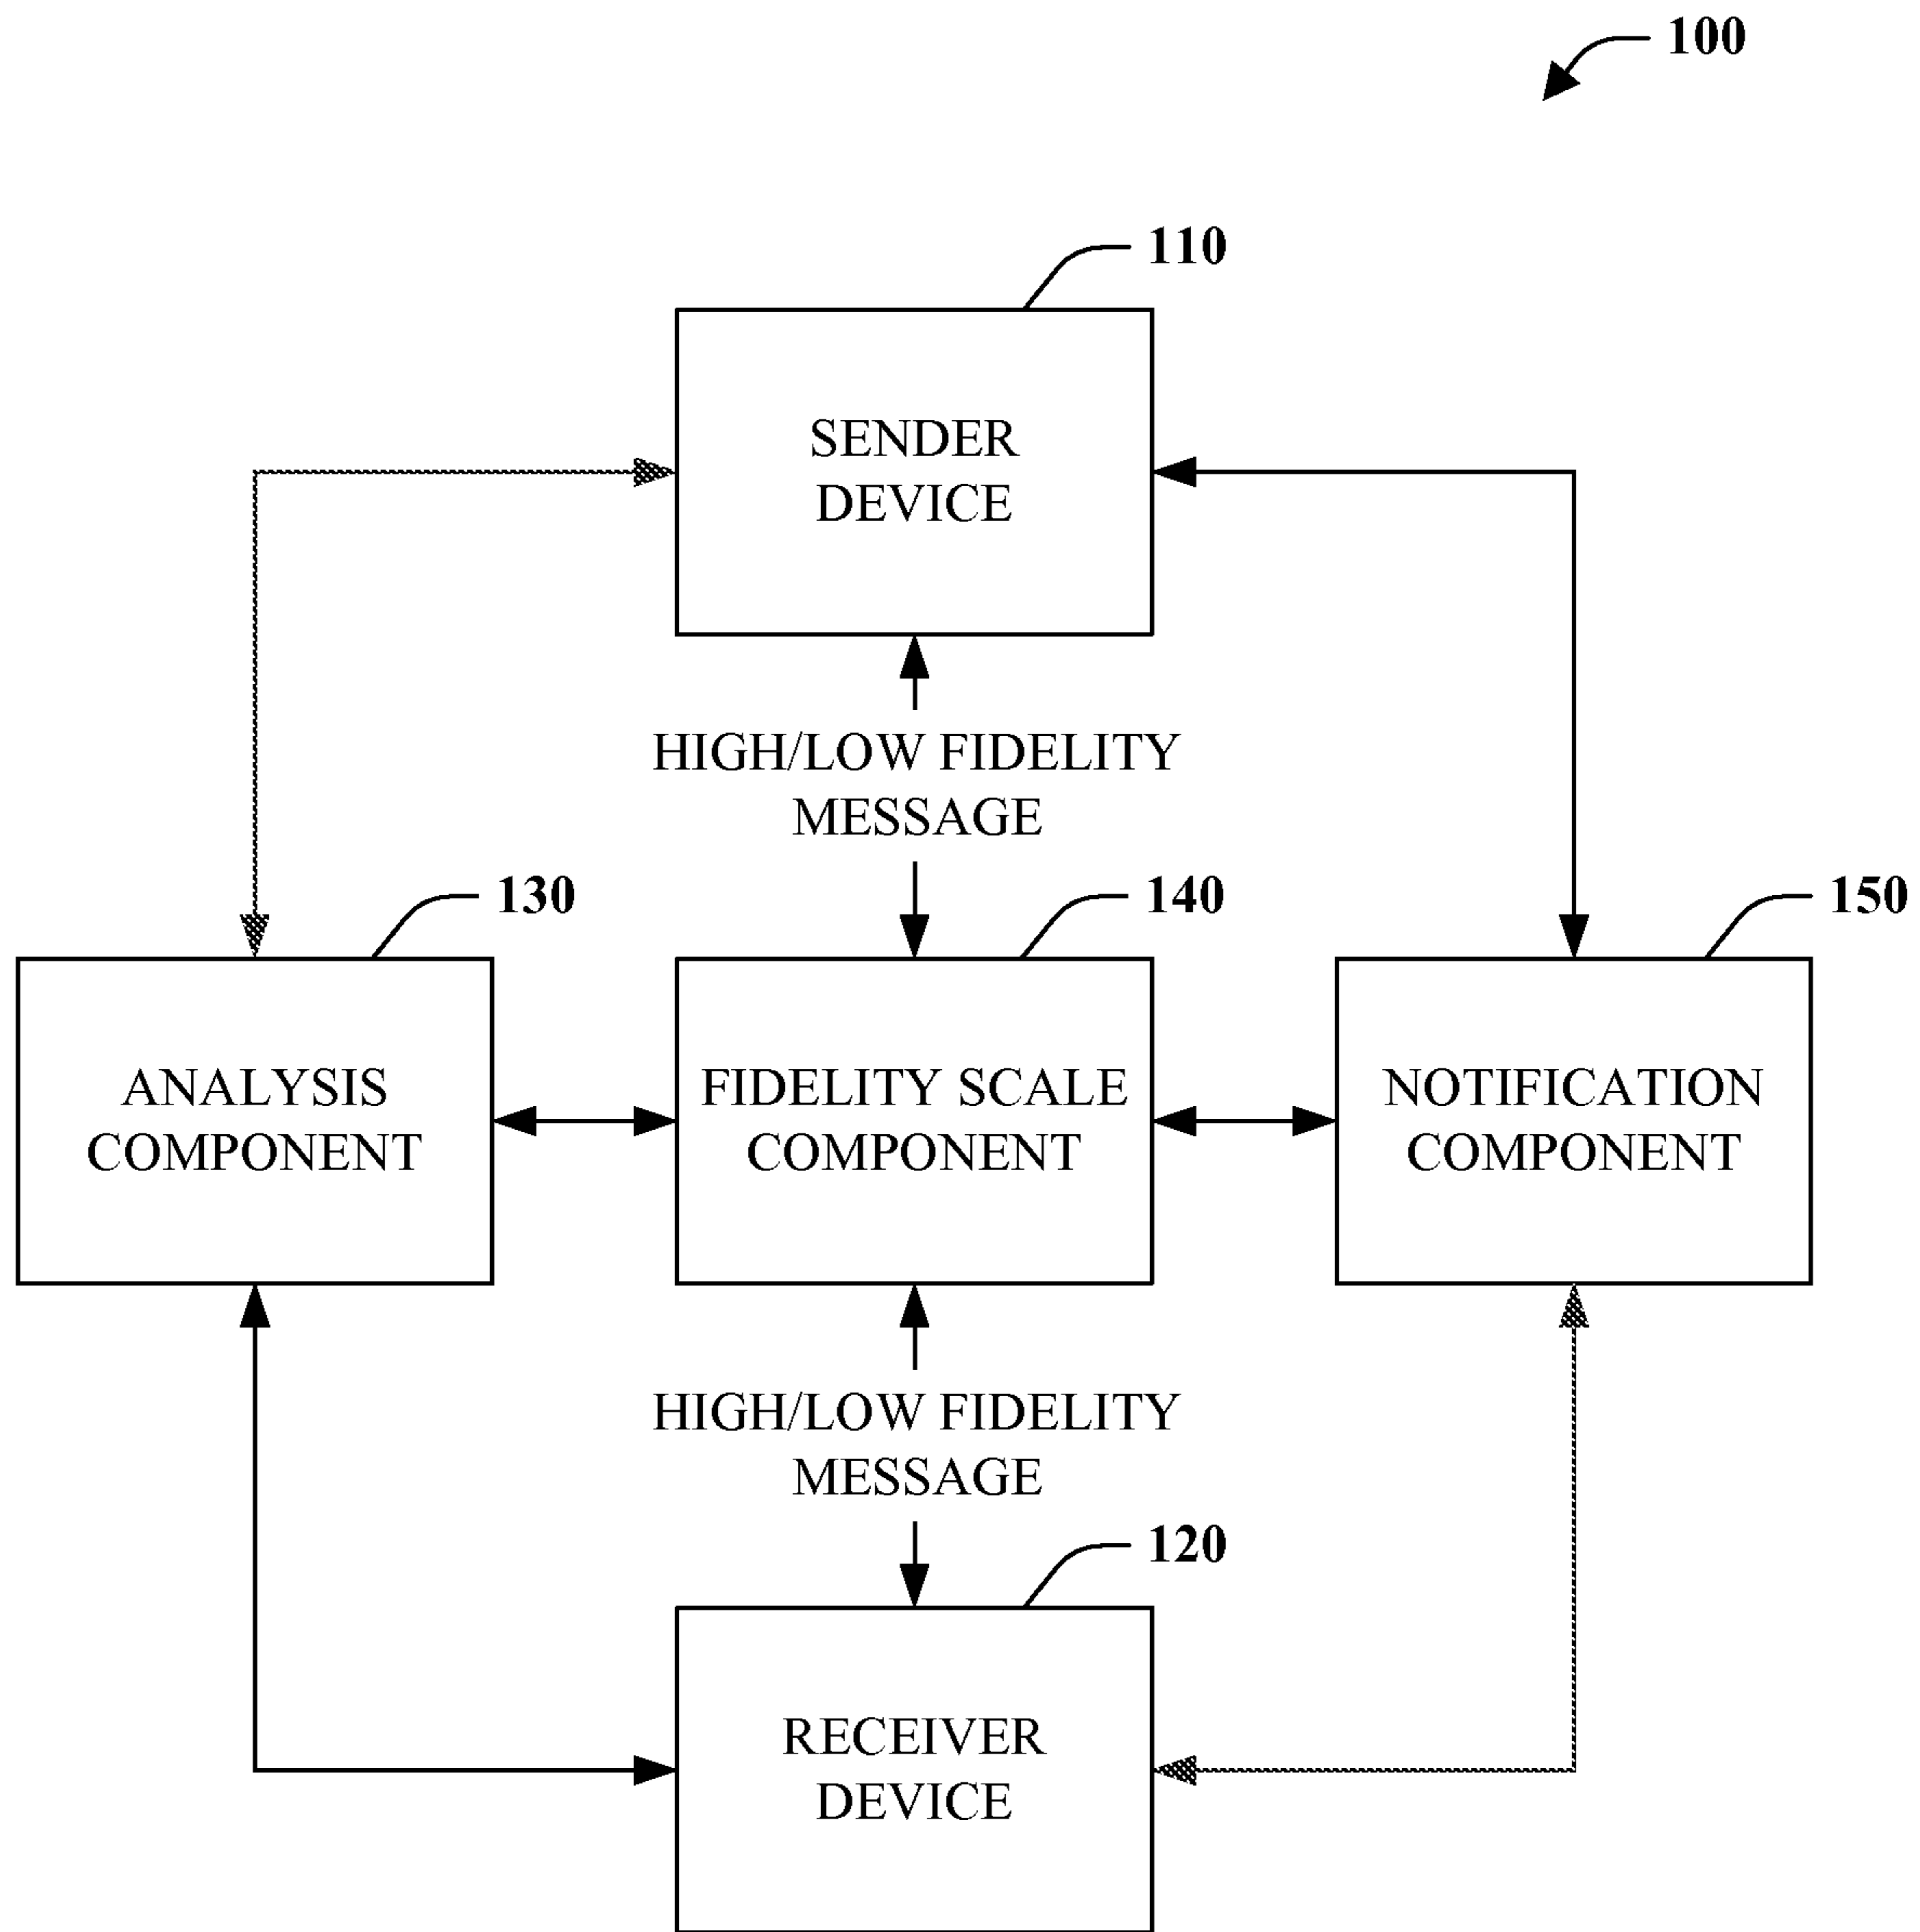 100
110
SENDER
DEVICE
HIGH/LOW FIDELITY
MESSAGE
130
140
150
ANALYSIS
COMPONENT
FIDELITY SCALE
COMPONENT
NOTIFICATION
COMPONENT
HIGH/LOW FIDELITY
MESSAGE
120
RECEIVER
DEVICE